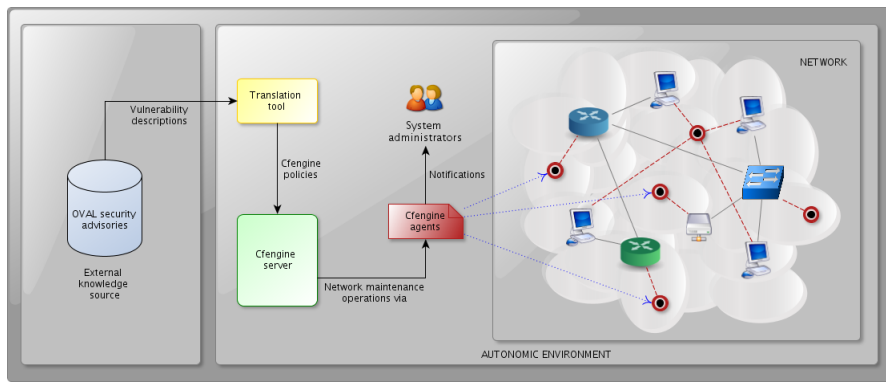 NETWORK
Translation
tool
Vulnerability
descriptions
System
administrators
Cfengine
policies
Notifications
OVAL security
advisories
Cfengine
agents
Cfengine
server
External
knowledge
source
Network maintenance
operations via
AUTONOMIC ENVIRONMENT